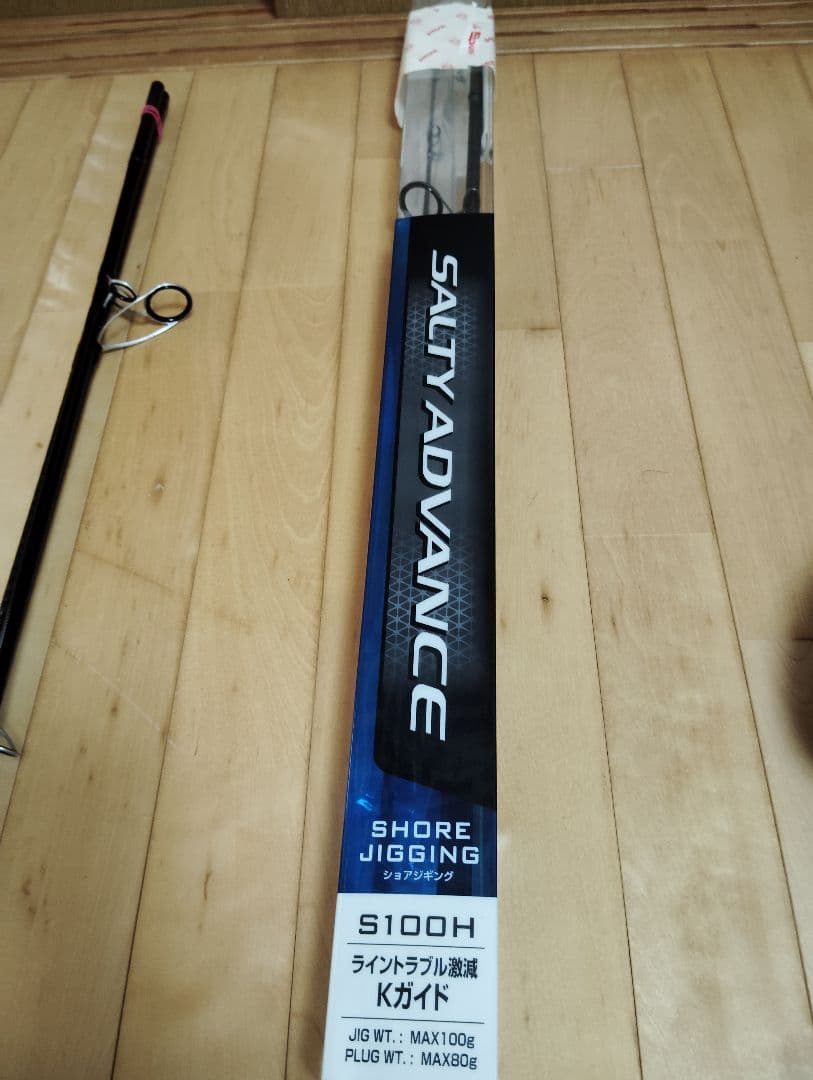 SALTY ADVANCE
SHORE
JIGGING
ショアジギング
S100H
ライントラブル激減
Kガイド
JIG WT. : MAX100g
PLUG WT. : MAX80g